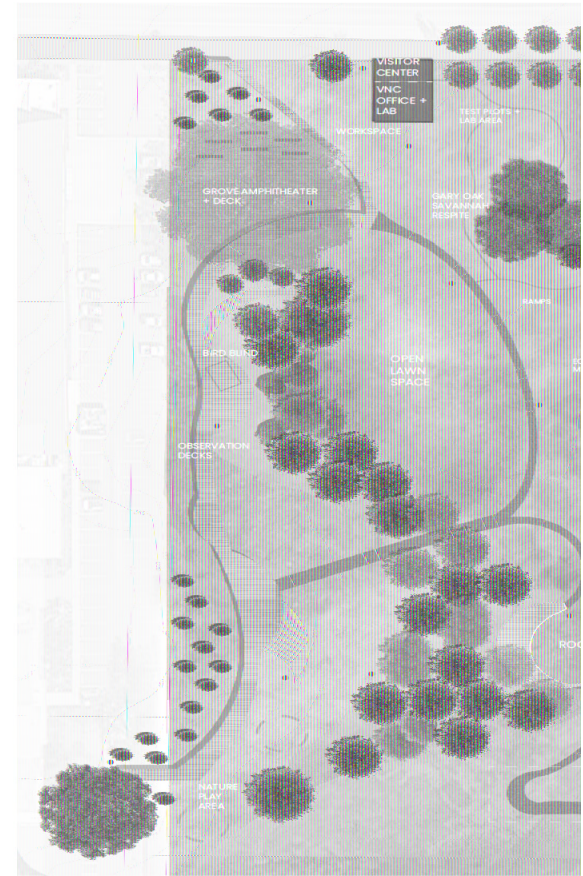 VISITOR
CENTER
VNC
OFFICE +
LAB
TEST PLOTS +
LAB AREA
WORKSPACE
GROVE AMPHITHEATER
+ DECK
GARY OAK
SAVANNAH
RESPITE
RAMPS
BIRD BLIND
OPEN
LAWN
SPACE
OBSERVATION
DECKS
NATURE
PLAY
AREA